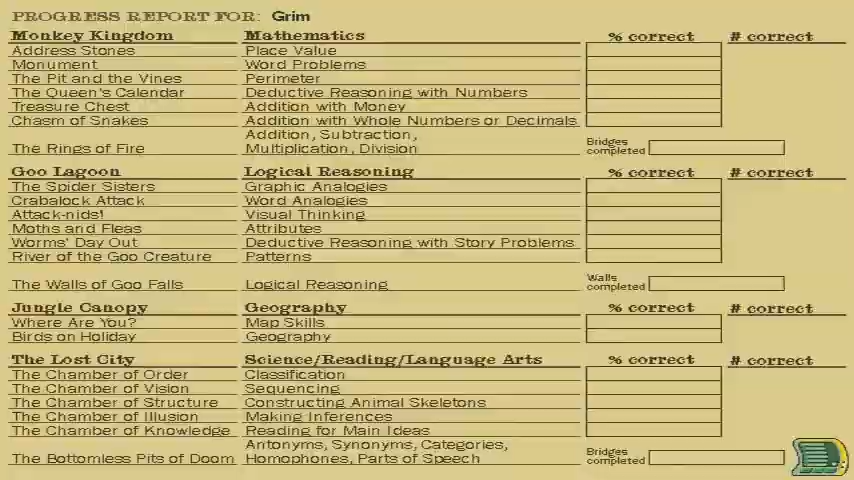 PROGRESS REPORT FOR: Grim
Monkey Kingdom Mathematics % correct # correct
Address Stones Place Value
Monument Word Problems
The Pit and the Vines Perimeter
The Queen's Calendar Deductive Reasoning with Numbers
Treasure Chest Addition with Money
Chasm of Snakes Addition with Whole Numbers or Decimals
Addition, Subtraction,
The Rings of Fire Multiplication, Division Bridges completed
Goo Lagoon Logical Reasoning % correct # correct
The Spider Sisters Graphic Analogies
Crabalock Attack Word Analogies
Attack-nids! Visual Thinking
Moths and Fleas Attributes
Worms' Day Out Deductive Reasoning with Story Problems
River of the Goo Creature Patterns
The Walls of Goo Falls Logical Reasoning Walls completed
Jungle Canopy Geography % correct # correct
Where Are You? Map Skills
Birds on Holiday Geography
The Lost City Science/Reading/Language Arts % correct # correct
The Chamber of Order Classification
The Chamber of Vision Sequencing
The Chamber of Structure Constructing Animal Skeletons
The Chamber of Illusion Making Inferences
The Chamber of Knowledge Reading for Main Ideas
Antonyms, Synonyms, Categories,
The Bottomless Pits of Doom Homophones, Parts of Speech Bridges completed